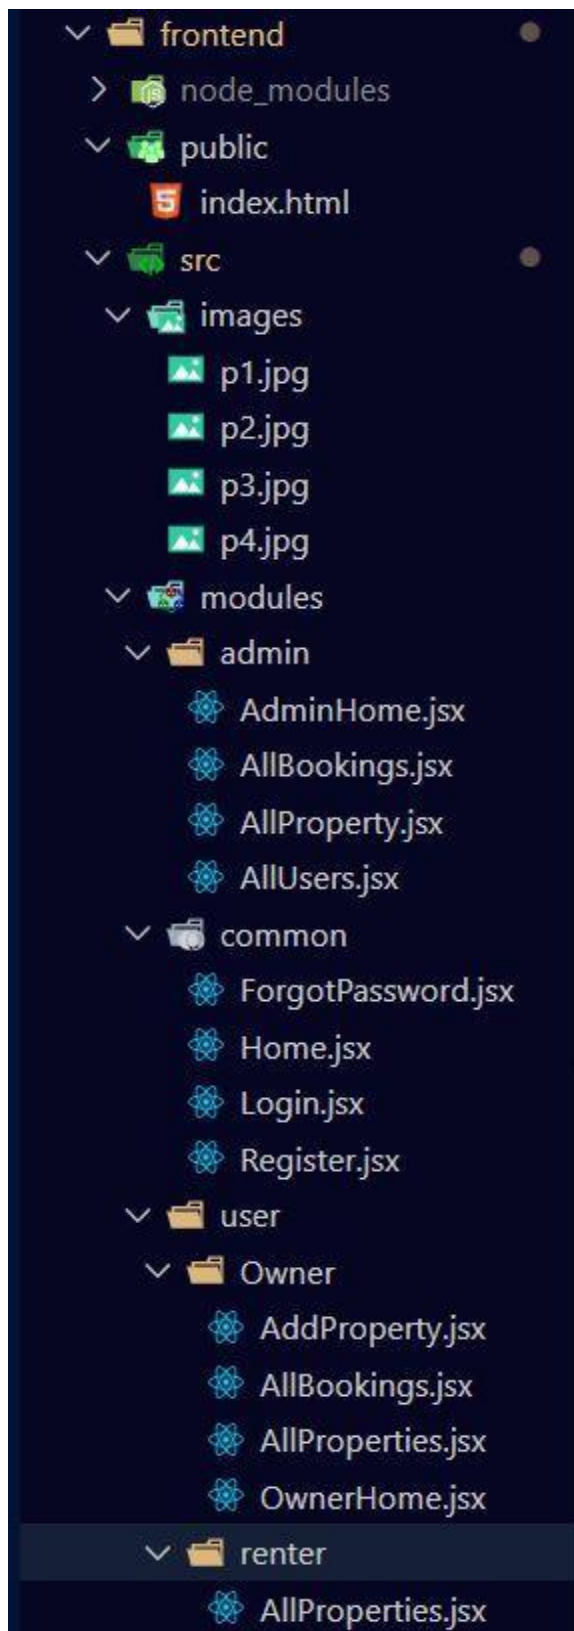 frontend
node_modules
public
index.html
src
images
p1.jpg
p2.jpg
p3.jpg
p4.jpg
modules
admin
AdminHome.jsx
AllBookings.jsx
AllProperty.jsx
AllUsers.jsx
common
ForgotPassword.jsx
Home.jsx
Login.jsx
Register.jsx
user
Owner
AddProperty.jsx
AllBookings.jsx
AllProperties.jsx
OwnerHome.jsx
renter
AllProperties.jsx